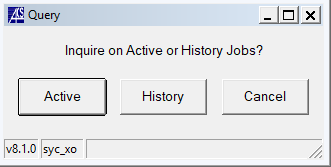 Query
Inquire on Active or History Jobs?
Active
History
Cancel
v8.1.0
syc_xo